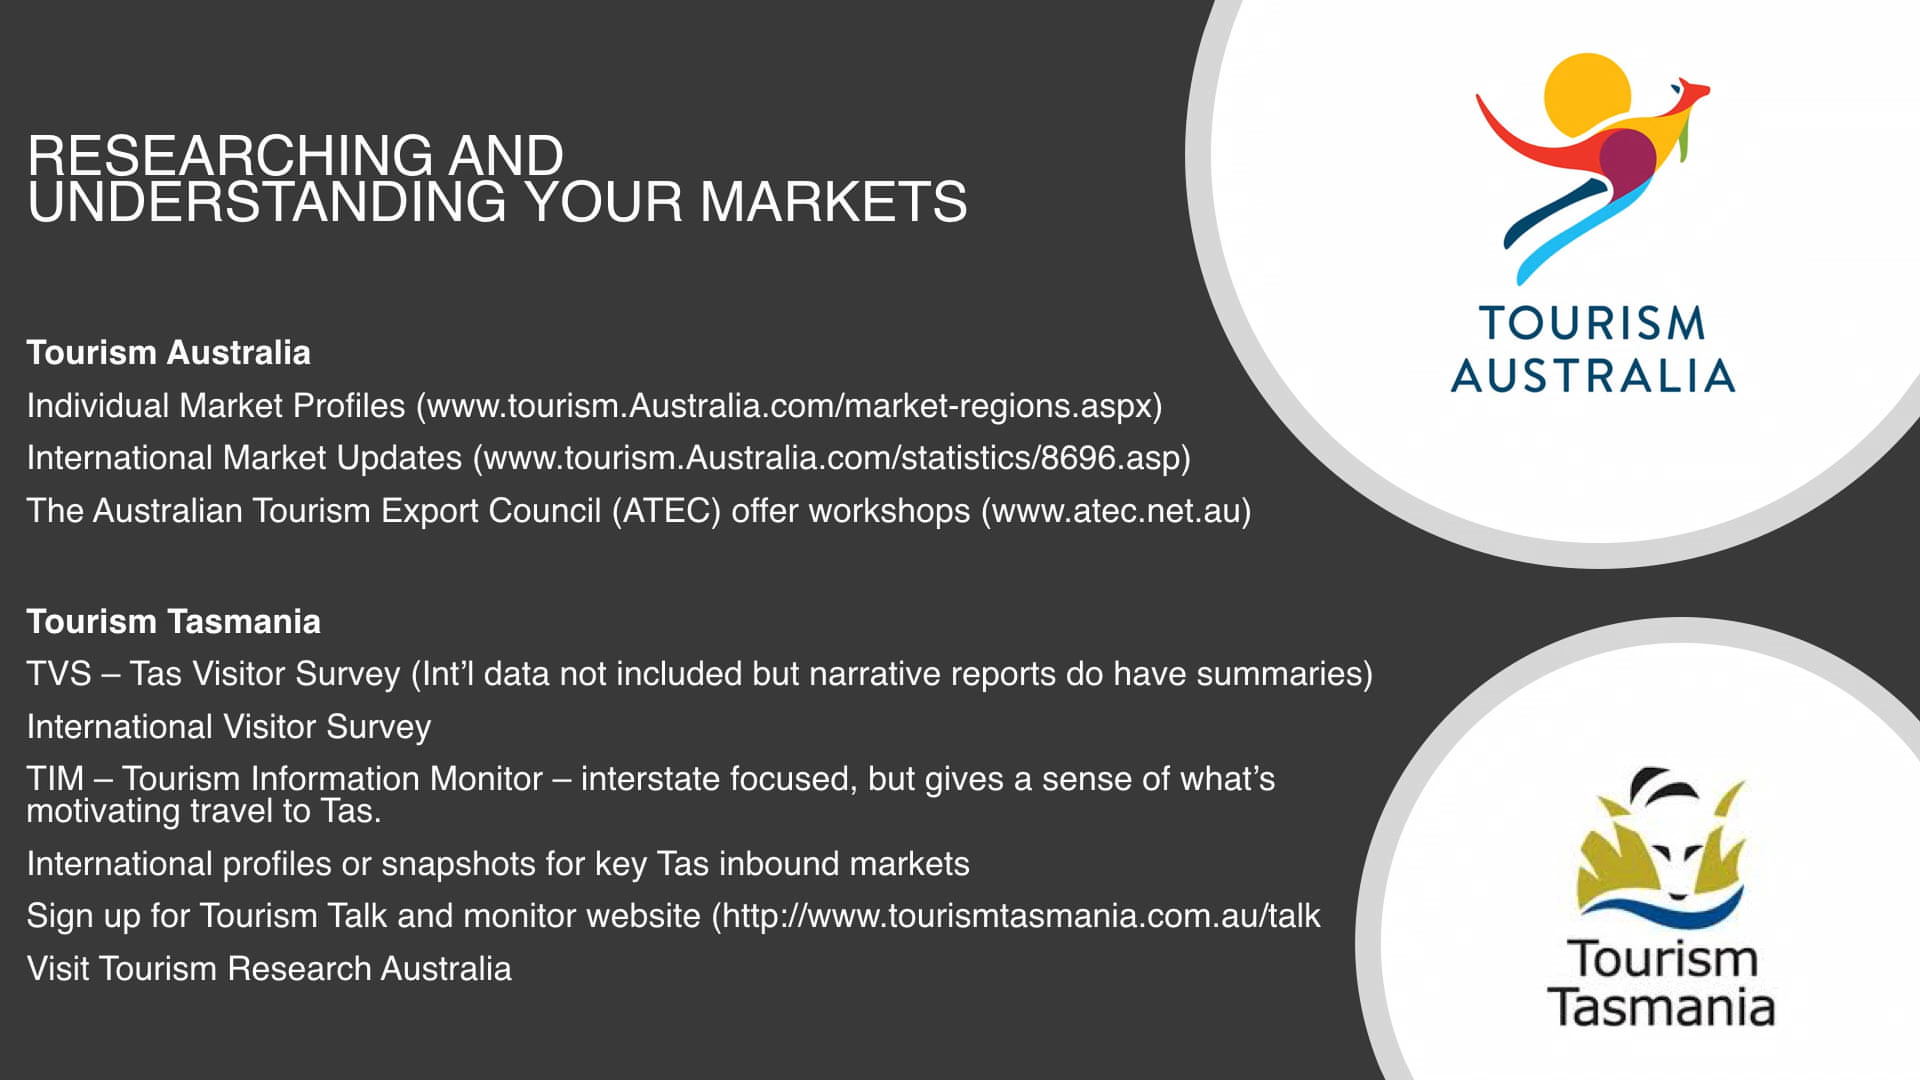 RESEARCHING AND
UNDERSTANDING YOUR MARKETS
Tourism Australia
Individual Market Profiles (www.tourism.Australia.com/market-regions.aspx)
International Market Updates (www.tourism.Australia.com/statistics/8696.asp)
The Australian Tourism Export Council (ATEC) offer workshops (www.atec.net.au)
Tourism Tasmania
TVS – Tas Visitor Survey (Int’l data not included but narrative reports do have summaries)
International Visitor Survey
TIM – Tourism Information Monitor – interstate focused, but gives a sense of what’s
motivating travel to Tas.
International profiles or snapshots for key Tas inbound markets
Sign up for Tourism Talk and monitor website (http://www.tourismtasmania.com.au/talk
Visit Tourism Research Australia
TOURISM
AUSTRALIA
Tourism
Tasmania